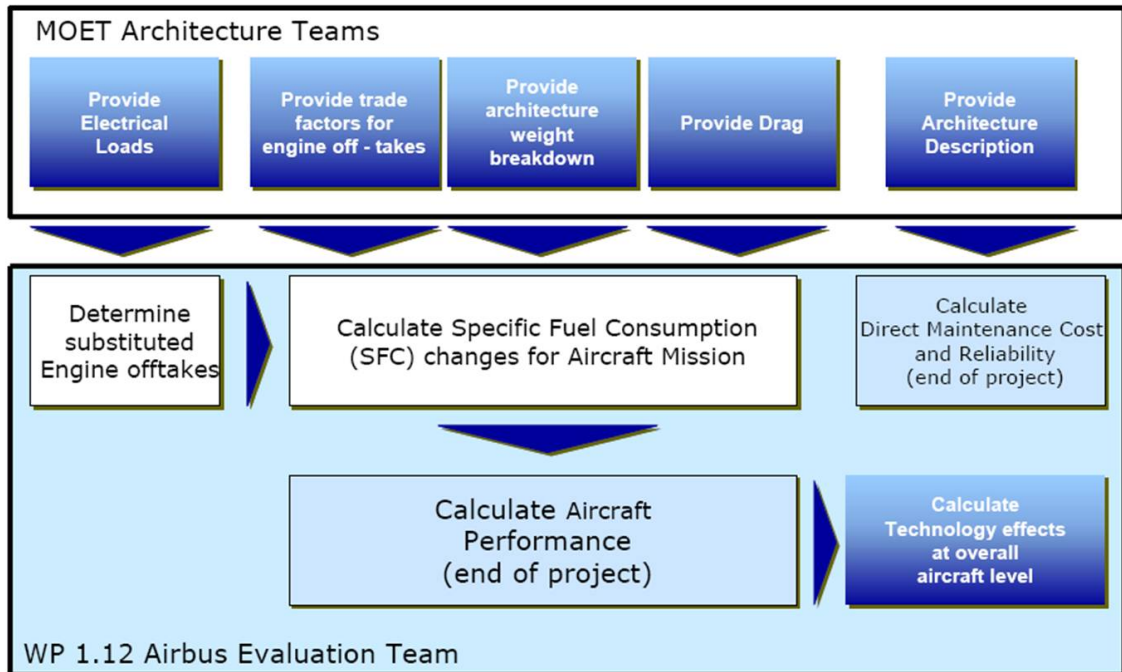 MOET Architecture Teams
Provide
Electrical
Loads
Provide trade
factors for
engine off - takes
Provide
architecture
weight
breakdown
Provide Drag
Provide
Architecture
Description
Determine
substituted
Engine offtakes
Calculate Specific Fuel Consumption
(SFC) changes for Aircraft Mission
Calculate
Direct Maintenance Cost
and Reliability
(end of project)
Calculate Aircraft
Performance
(end of project)
Calculate
Technology effects
at overall
aircraft level
WP 1.12 Airbus Evaluation Team